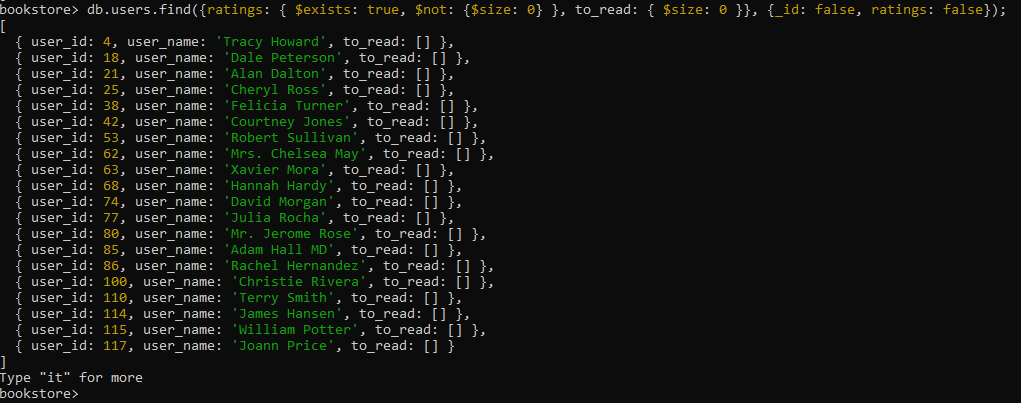 bookstore> db.users.find({ratings: { $exists: true, $not: {$size: 0} }, to_read: { $size: 0 }}, {_id: false, ratings: false});
[
  { user_id: 4, user_name: 'Tracy Howard', to_read: [] },
  { user_id: 18, user_name: 'Dale Peterson', to_read: [] },
  { user_id: 21, user_name: 'Alan Dalton', to_read: [] },
  { user_id: 25, user_name: 'Cheryl Ross', to_read: [] },
  { user_id: 38, user_name: 'Felicia Turner', to_read: [] },
  { user_id: 42, user_name: 'Courtney Jones', to_read: [] },
  { user_id: 53, user_name: 'Robert Sullivan', to_read: [] },
  { user_id: 62, user_name: 'Mrs. Chelsea May', to_read: [] },
  { user_id: 63, user_name: 'Xavier Mora', to_read: [] },
  { user_id: 68, user_name: 'Hannah Hardy', to_read: [] },
  { user_id: 74, user_name: 'David Morgan', to_read: [] },
  { user_id: 77, user_name: 'Julia Rocha', to_read: [] },
  { user_id: 80, user_name: 'Mr. Jerome Rose', to_read: [] },
  { user_id: 85, user_name: 'Adam Hall MD', to_read: [] },
  { user_id: 86, user_name: 'Rachel Hernandez', to_read: [] },
  { user_id: 100, user_name: 'Christie Rivera', to_read: [] },
  { user_id: 110, user_name: 'Terry Smith', to_read: [] },
  { user_id: 114, user_name: 'James Hansen', to_read: [] },
  { user_id: 115, user_name: 'William Potter', to_read: [] },
  { user_id: 117, user_name: 'Joann Price', to_read: [] }
]
Type "it" for more
bookstore>